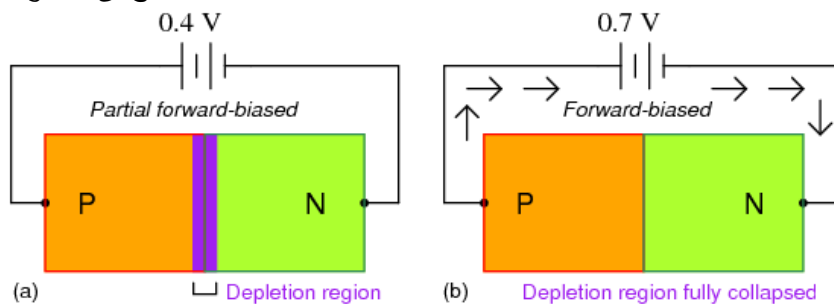 0.4 V
Partial forward-biased
P
N
(a)
Depletion region
0.7 V
Forward-biased
P
N
(b)
Depletion region fully collapsed